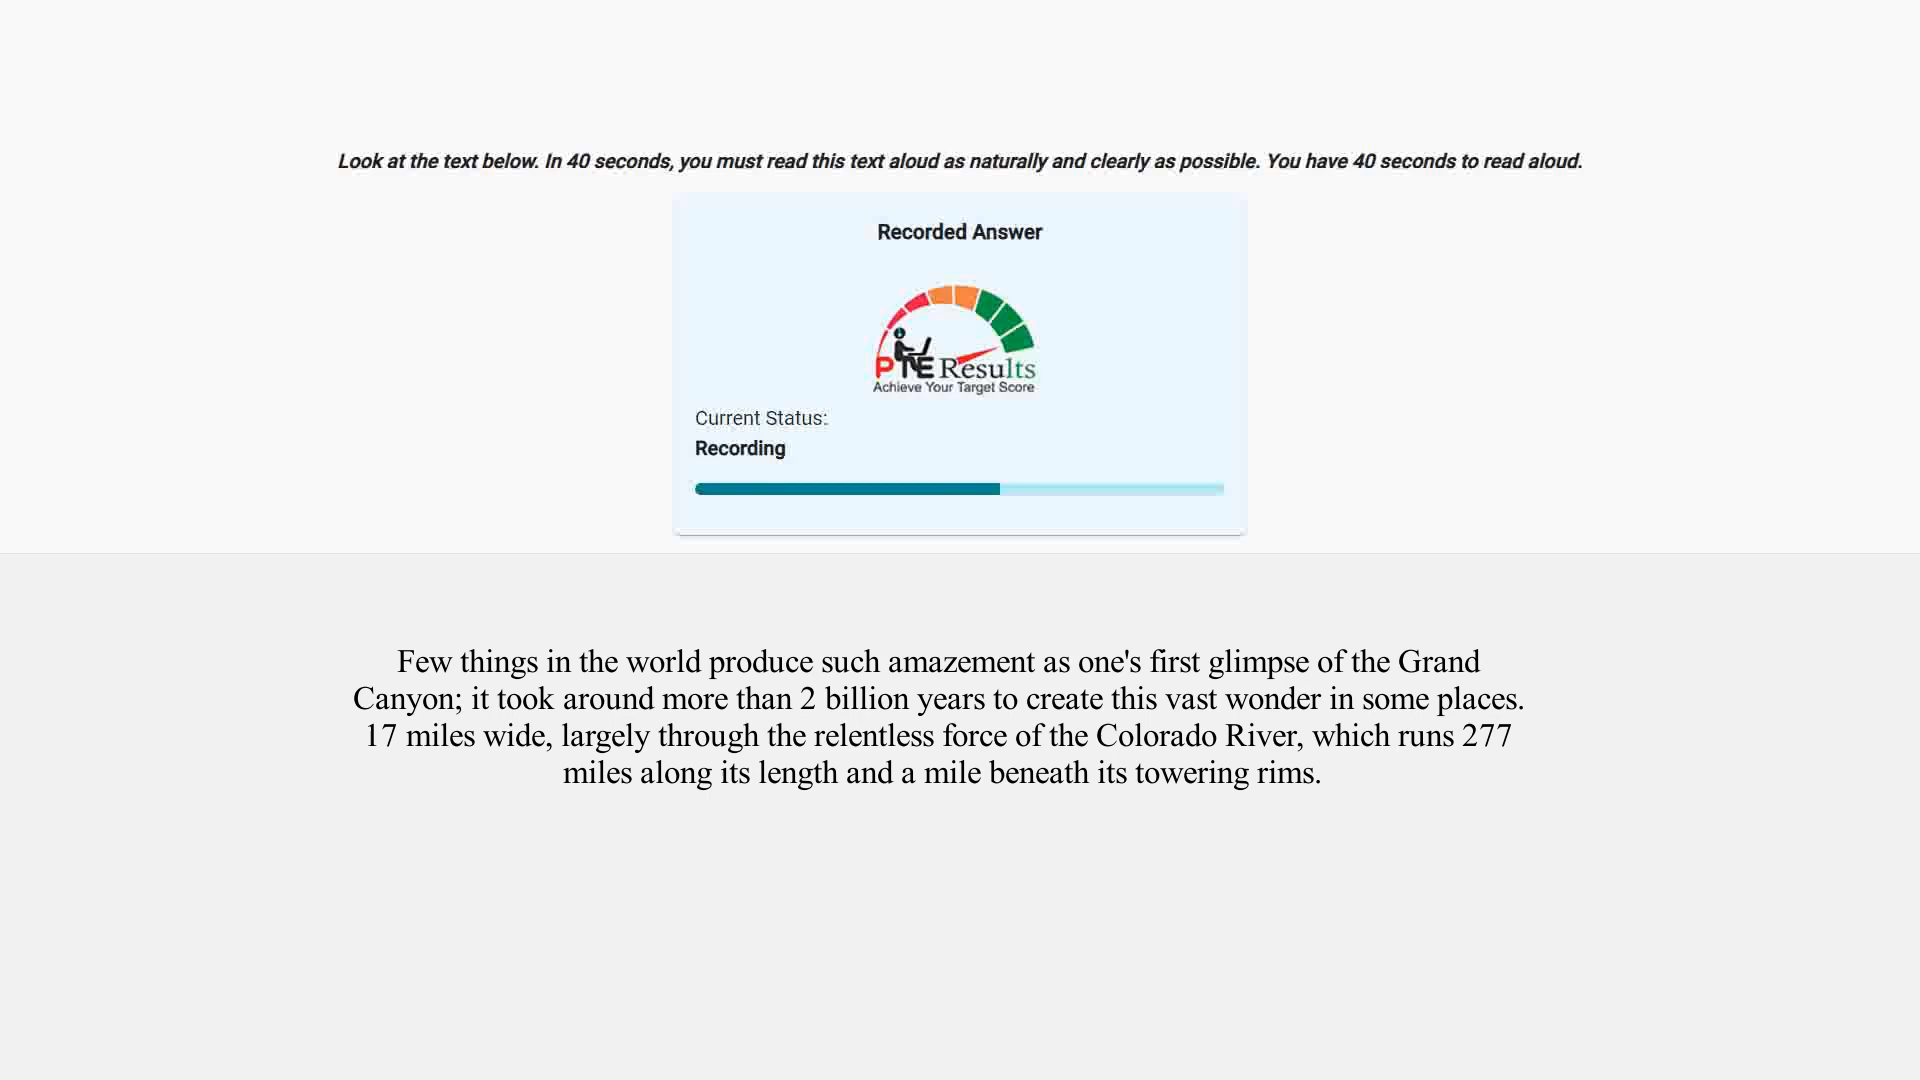 Look at the text below. In 40 seconds, you must read this text aloud as naturally and clearly as possible. You have 40 seconds to read aloud.
Recorded Answer
PTE Results
Achieve Your Target Score
Current Status:
Recording
Few things in the world produce such amazement as one's first glimpse of the Grand
Canyon; it took around more than 2 billion years to create this vast wonder in some places.
17 miles wide, largely through the relentless force of the Colorado River, which runs 277
miles along its length and a mile beneath its towering rims.